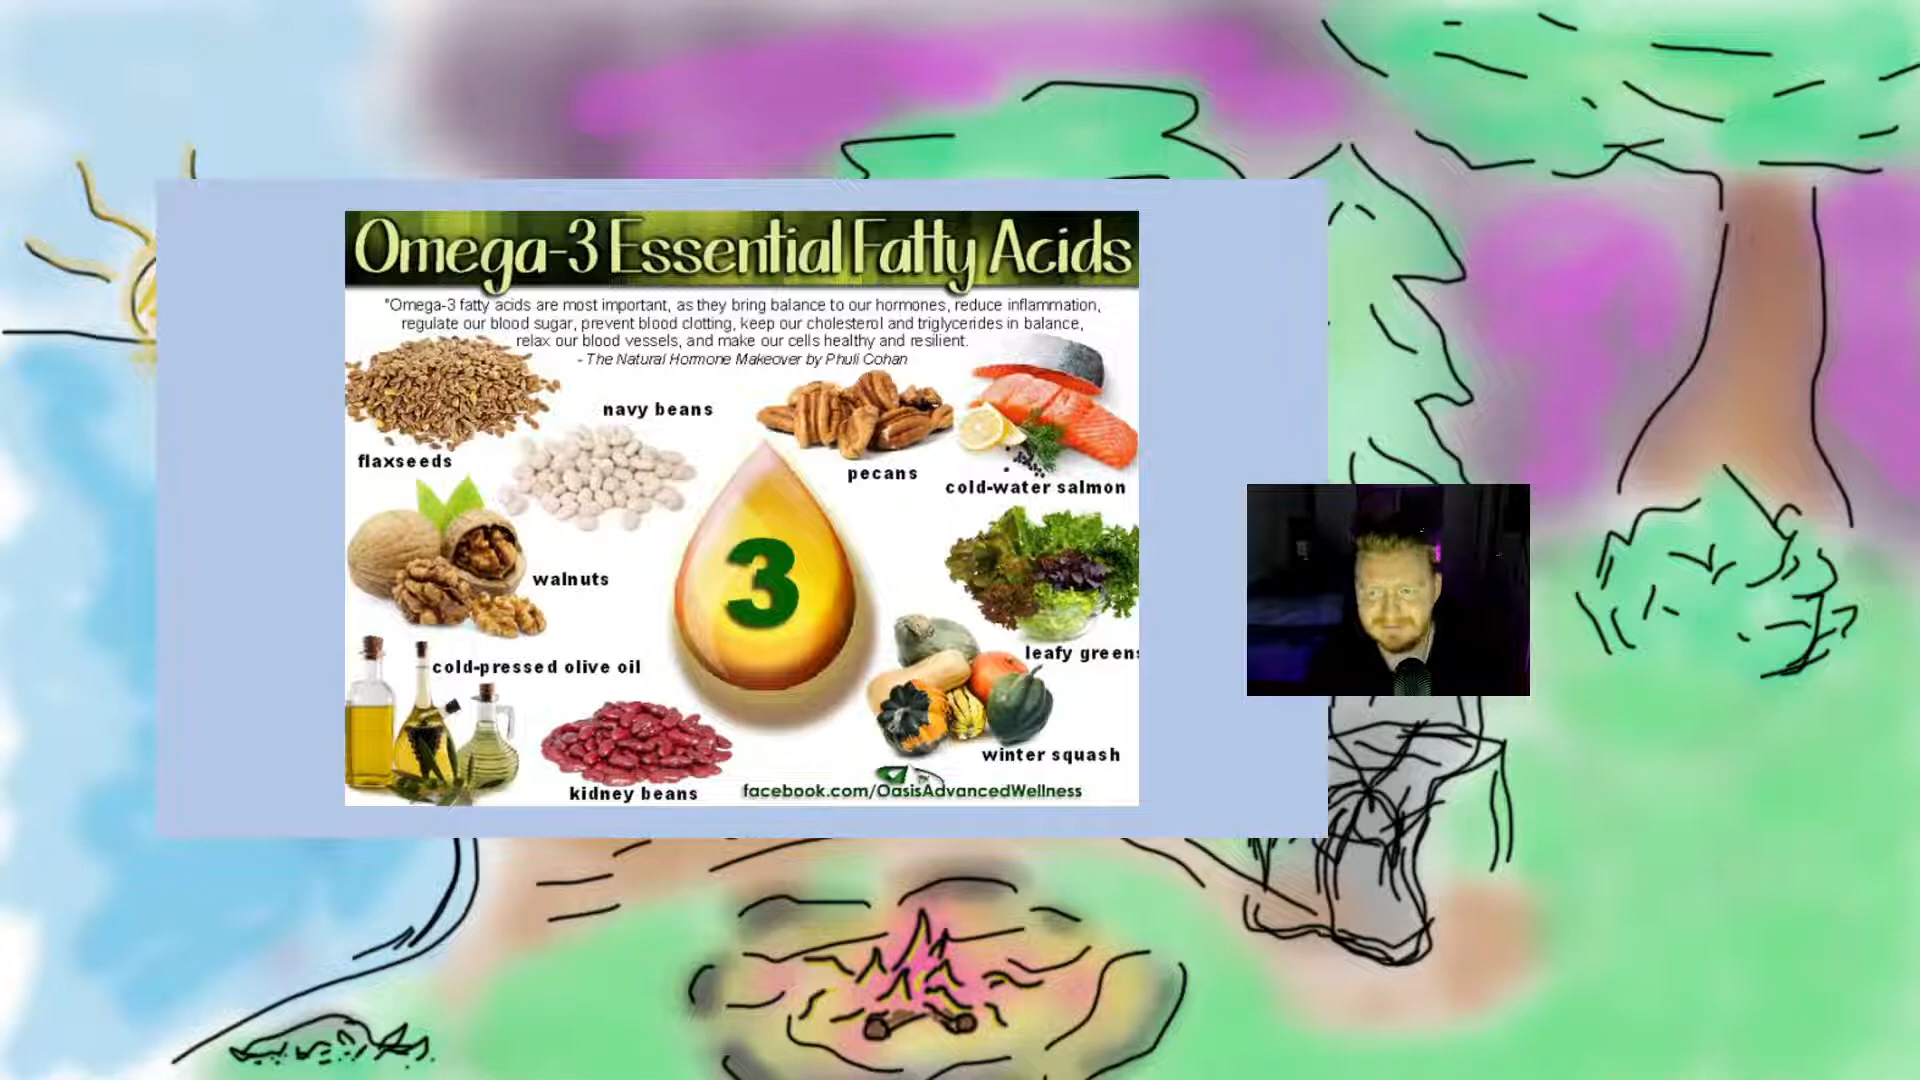 Omega-3 Essential Fatty Acids
"Omega-3 fatty acids are most important, as they bring balance to our hormones, reduce inflammation,
regulate our blood sugar, prevent blood clotting, keep our cholesterol and triglycerides in balance,
relax our blood vessels, and make our cells healthy and resilient.
- The Natural Hormone Makeover by Phuli Cohan
navy beans
flaxseeds
pecans
cold-water salmon
3
walnuts
leafy greens
cold-pressed olive oil
winter squash
kidney beans
facebook.com/OasisAdvancedWellness